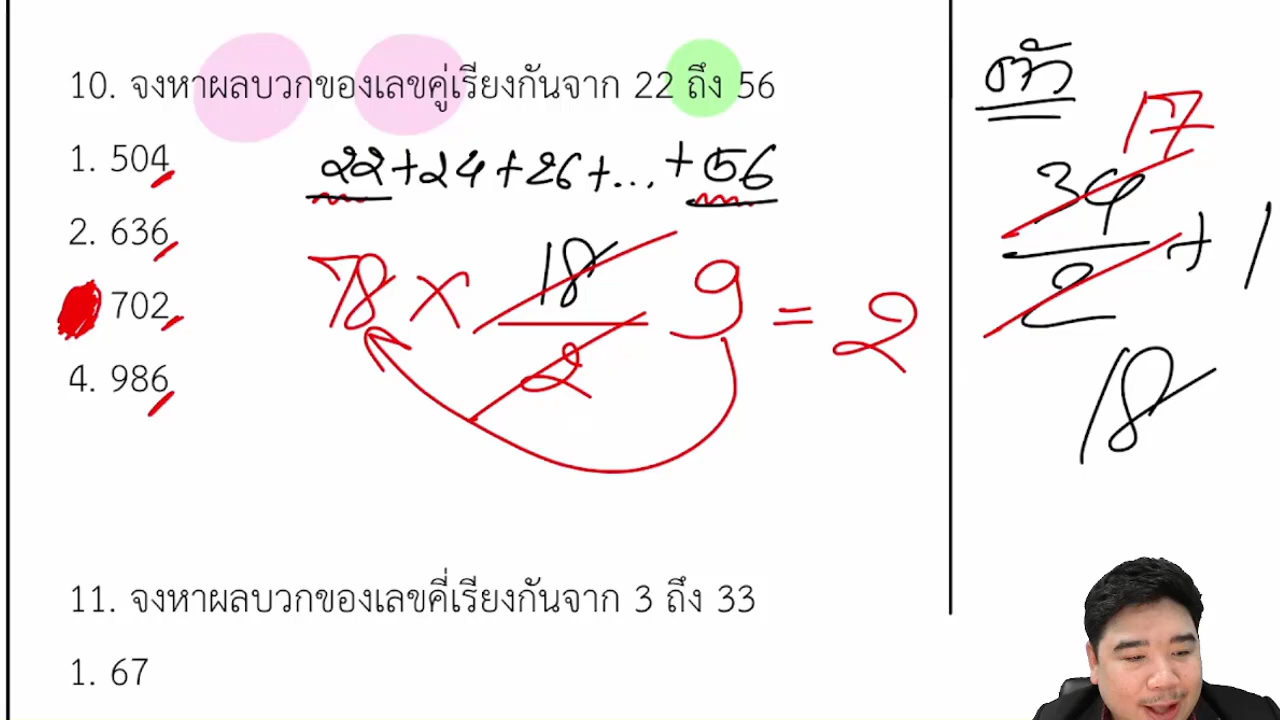 10. จงหาผลบวกของเลขคู่เรียงกันจาก 22 ถึง 56
1. 504
22+24+26+...+56
2. 636
78 × 18/2 9 = 2
702
4. 986
ตัว
17
34/2 + 1
18
11. จงหาผลบวกของเลขคี่เรียงกันจาก 3 ถึง 33
1. 67